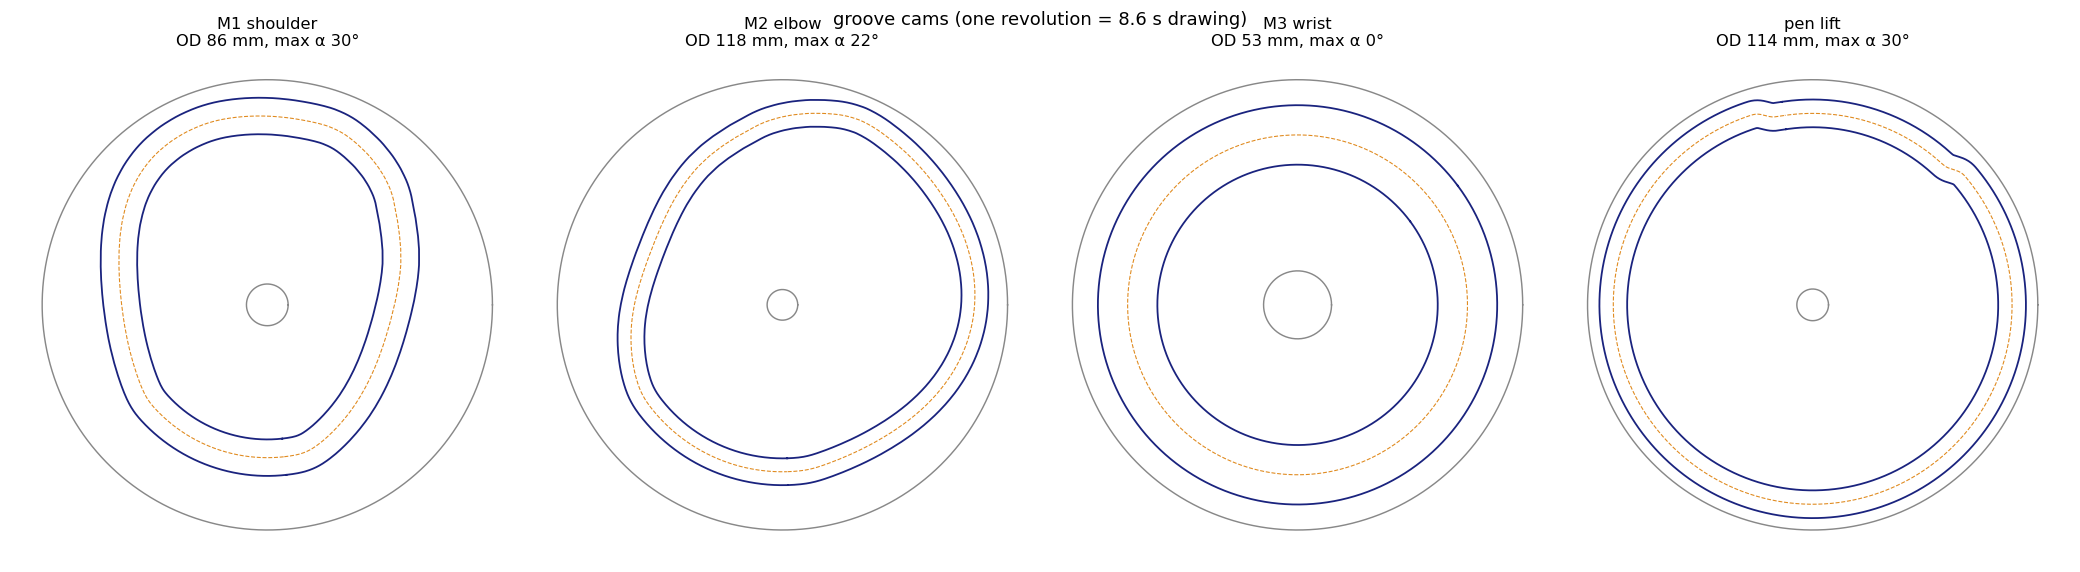 groove cams (one revolution = 8.6 s drawing)
M1 shoulder
OD 86 mm, max α 30°
M2 elbow
OD 118 mm, max α 22°
M3 wrist
OD 53 mm, max α 0°
pen lift
OD 114 mm, max α 30°